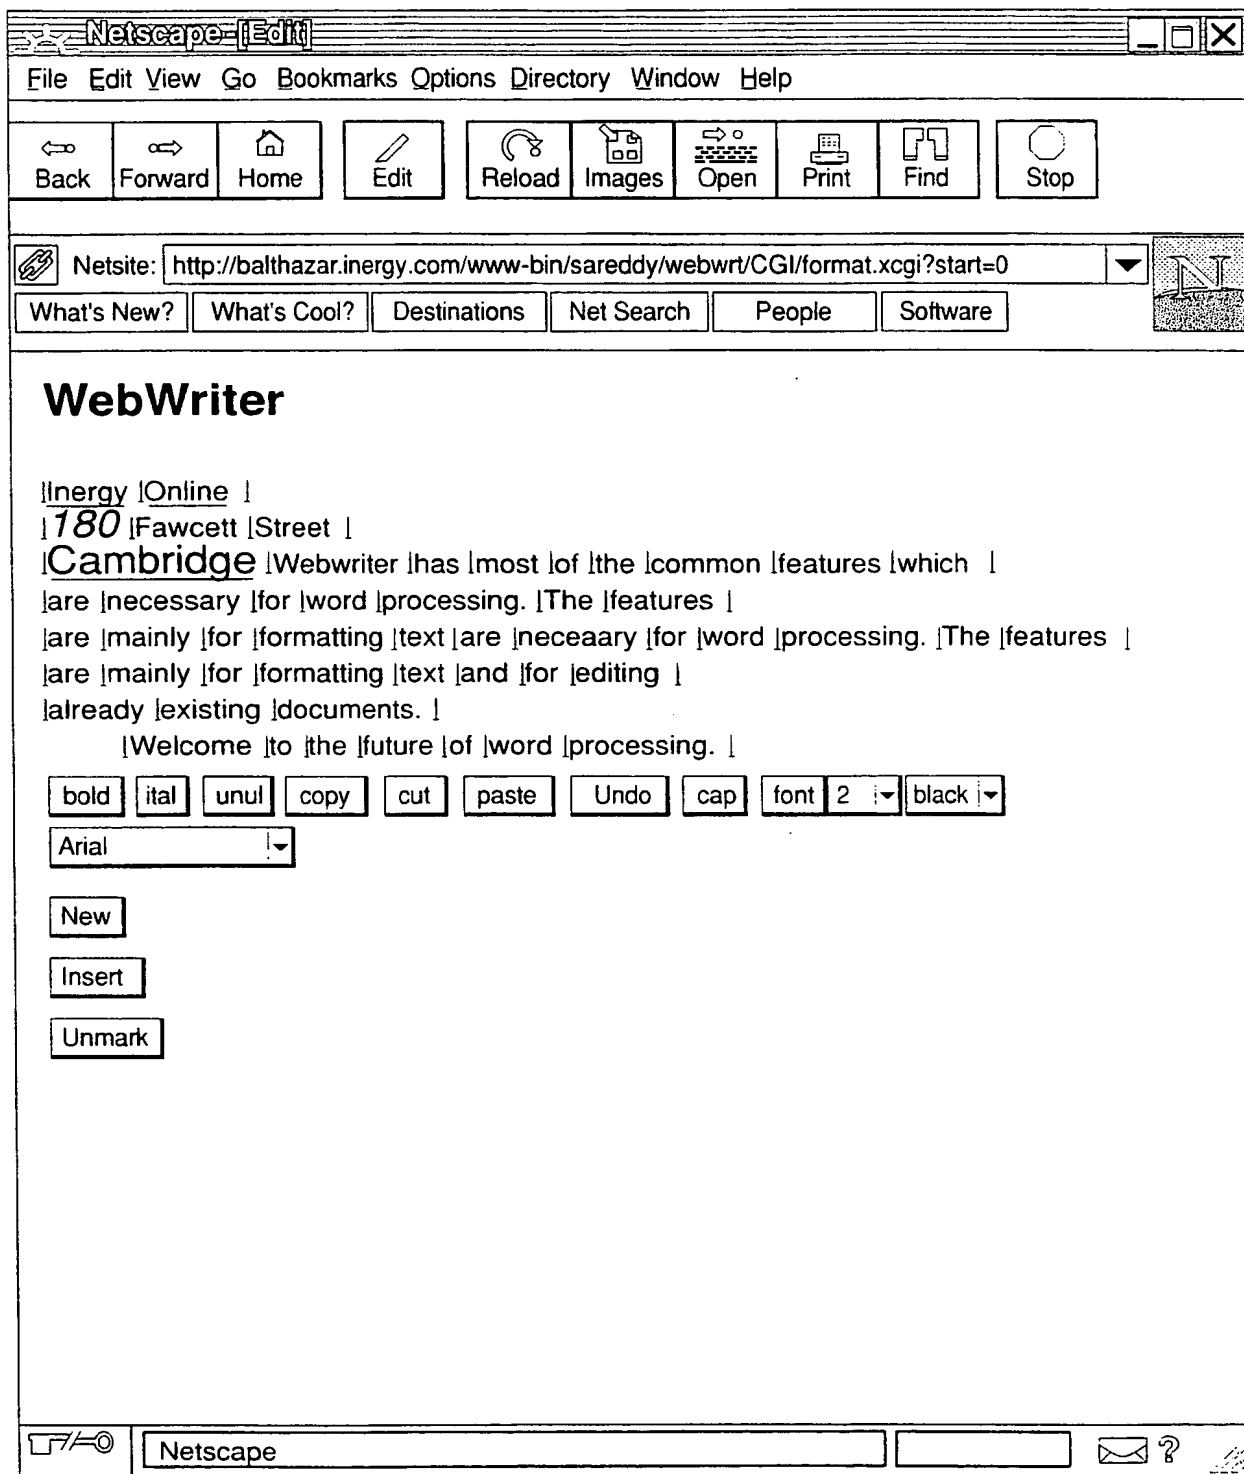 Netscape-[Edit]
File Edit View Go Bookmarks Options Directory Window Help
Back Forward Home Edit Reload Images Open Print Find Stop
Netsite: http://balthazar.inergy.com/www-bin/sareddy/webwrt/CGI/format.xcgi?start=0
N
What's New? What's Cool? Destinations Net Search People Software
WebWriter
|Inergy |Online |
|180 |Fawcett |Street |
|Cambridge |Webwriter |has |most |of |the |common |features |which |
|are |necessary |for |word |processing. |The |features |
|are |mainly |for |formatting |text |are |neceaary |for |word |processing. |The |features |
|are |mainly |for |formatting |text |and |for |editing |
|already |existing |documents. |
|Welcome |to |the |future |of |word |processing. |
bold ital unul copy cut paste Undo cap font 2 black
Arial
New
Insert
Unmark
Netscape ?